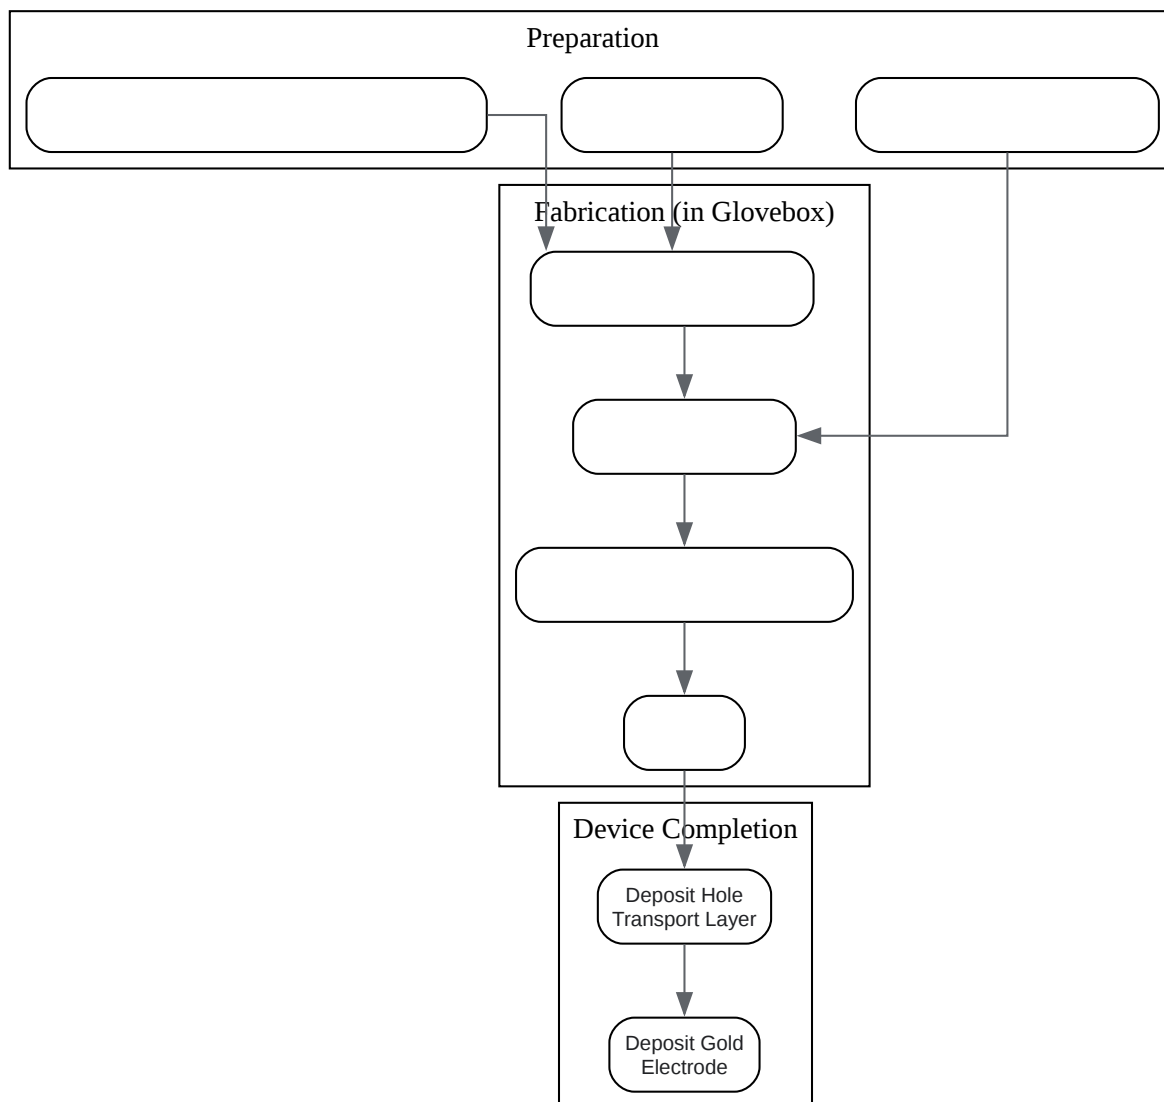 Preparation
Fabrication (in Glovebox)
Device Completion
Deposit Hole
Transport Layer
Deposit Gold
Electrode